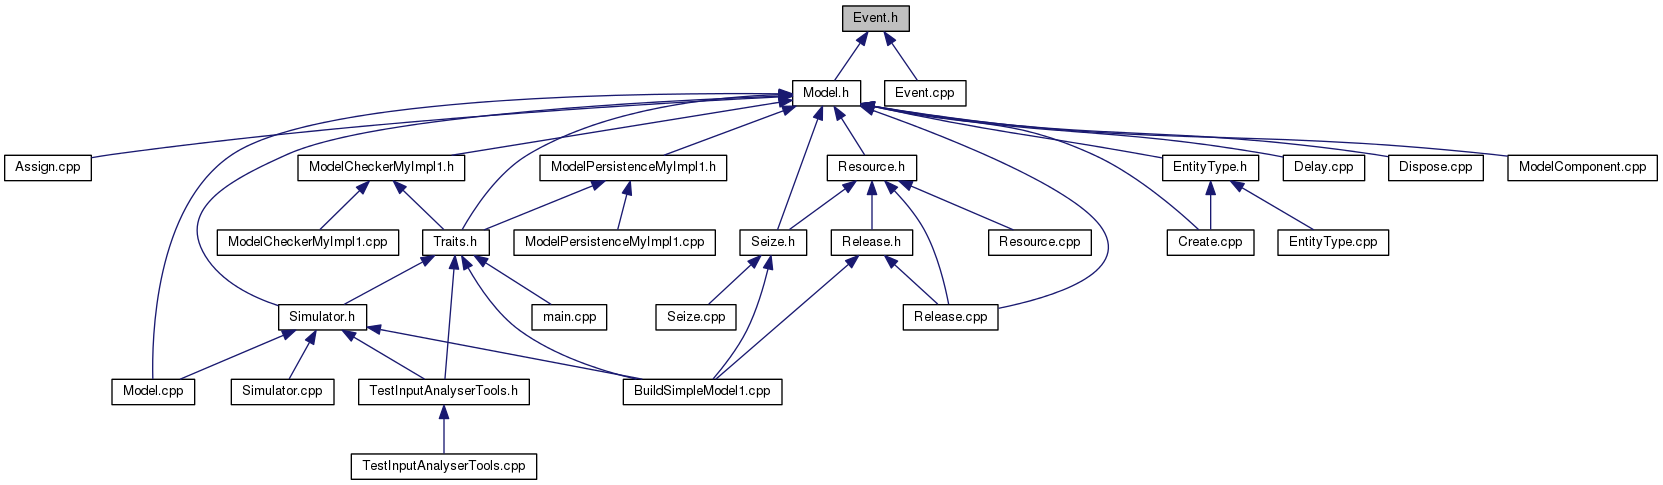 Event.h
Model.h
Event.cpp
Assign.cpp
ModelCheckerMyImpl1.h
ModelPersistenceMyImpl1.h
Resource.h
EntityType.h
Delay.cpp
Dispose.cpp
ModelComponent.cpp
ModelCheckerMyImpl1.cpp
Traits.h
ModelPersistenceMyImpl1.cpp
Seize.h
Release.h
Resource.cpp
Create.cpp
EntityType.cpp
Simulator.h
main.cpp
Seize.cpp
Release.cpp
Model.cpp
Simulator.cpp
TestInputAnalyserTools.h
BuildSimpleModel1.cpp
TestInputAnalyserTools.cpp